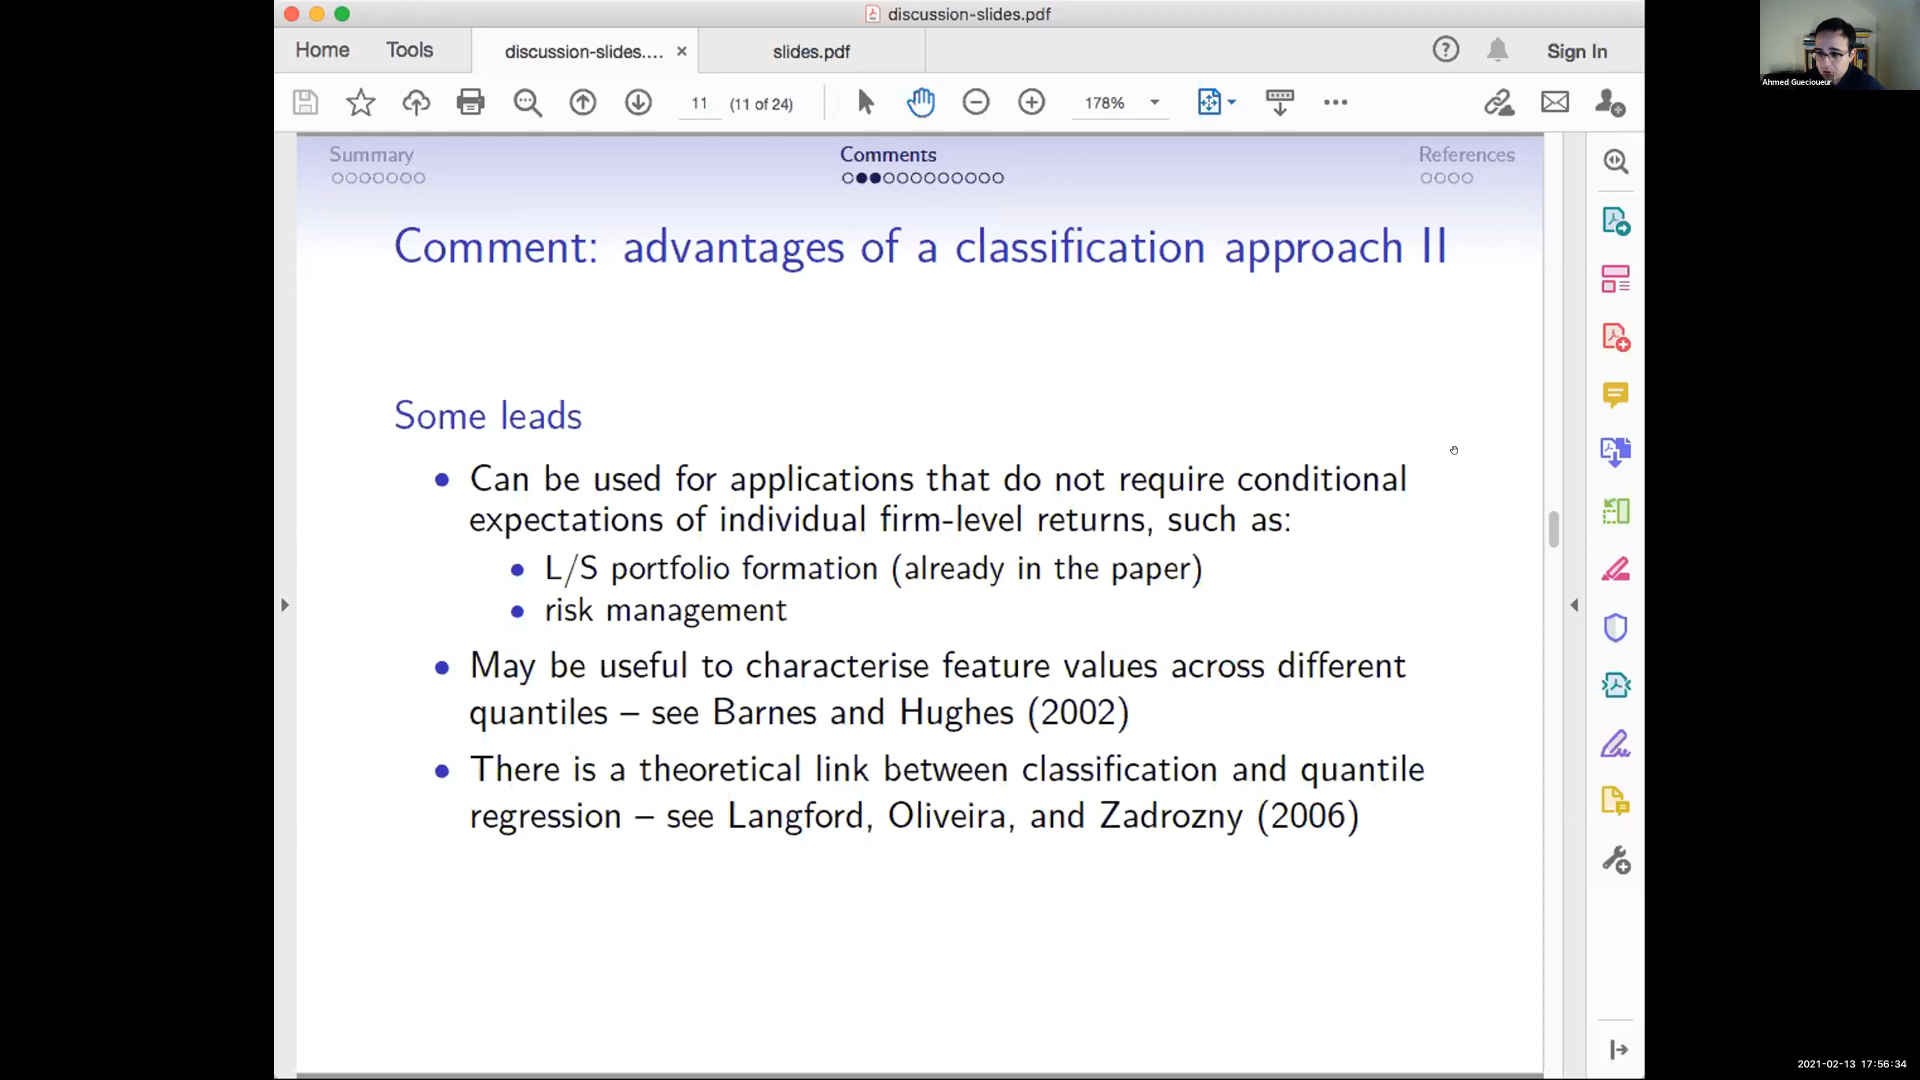 discussion-slides.pdf
Home
Tools
discussion-slides....
slides.pdf
Sign In
11
(11 of 24)
178%
Summary
Comments
References
Comment: advantages of a classification approach II
Some leads
Can be used for applications that do not require conditional
expectations of individual firm-level returns, such as:
L/S portfolio formation (already in the paper)
risk management
May be useful to characterise feature values across different
quantiles – see Barnes and Hughes (2002)
There is a theoretical link between classification and quantile
regression – see Langford, Oliveira, and Zadrozny (2006)
Ahmed Guecioueur
2021-02-13 17:56:34